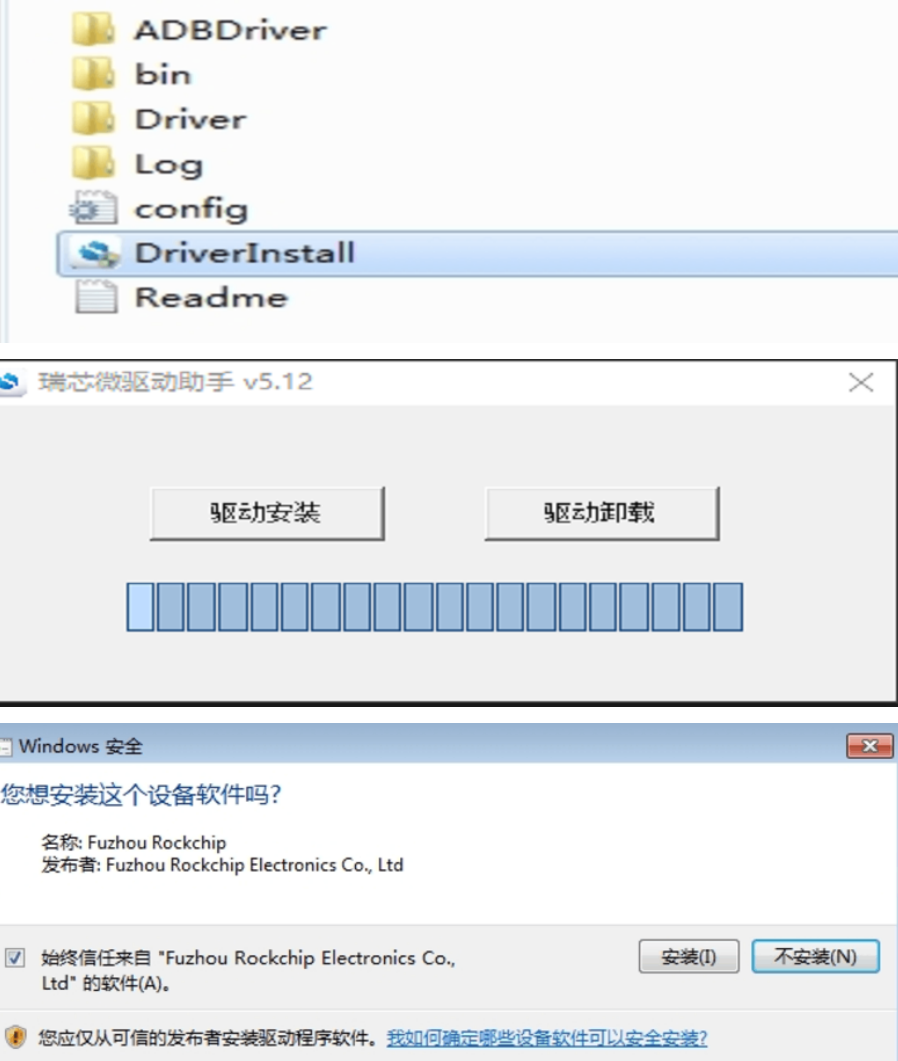 ADBDriver
bin
Driver
Log
config
DriverInstall
Readme
瑞芯微驱动助手 v5.12
驱动安装
驱动卸载
Windows 安全
您想安装这个设备软件吗?
名称: Fuzhou Rockchip
发布者: Fuzhou Rockchip Electronics Co., Ltd
始终信任来自 "Fuzhou Rockchip Electronics Co.,
Ltd" 的软件(A)。
安装(I)
不安装(N)
您应仅从可信的发布者安装驱动程序软件。我如何确定哪些设备软件可以安全安装?